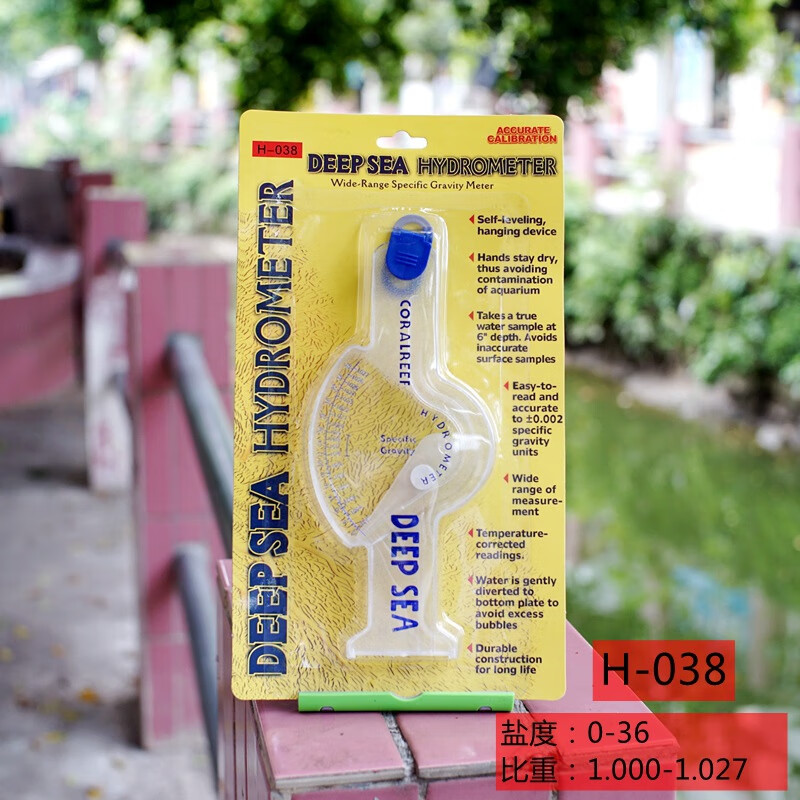 ACCURATE
CALIBRATION
H-038
DEEP SEA HYDROMETER
Wide-Range Specific Gravity Meter
DEEP SEA HYDROMETER
CORALREEF
HYDROMETER
Specific
Gravity
DEEP SEA
Self-leveling,
hanging device
Hands stay dry,
thus avoiding
contamination
of aquarium
Takes a true
water sample at
6" depth. Avoids
inaccurate
surface samples
Easy-to-
read and
accurate
to ±0.002
specific
gravity
units
Wide
range of
measure-
ment
Temperature-
corrected
readings.
Water is gently
diverted to
bottom plate to
avoid excess
bubbles
Durable
construction
for long life
H-038
盐度：0-36
比重：1.000-1.027